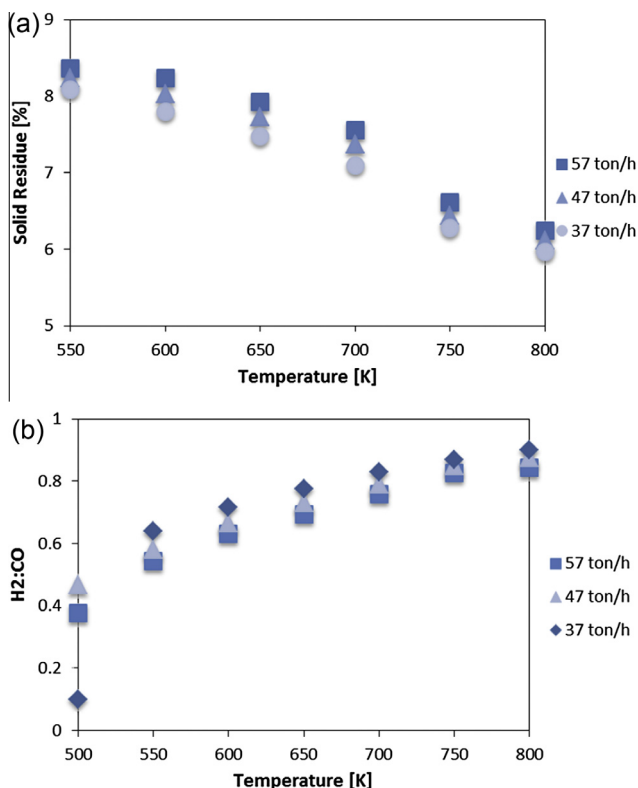 (a)
9
8
7
6
5
Solid Residue [%]
550 600 650 700 750 800
Temperature [K]
57 ton/h
47 ton/h
37 ton/h
(b)
1
0.8
0.6
0.4
0.2
0
H2:CO
500 550 600 650 700 750 800
Temperature [K]
57 ton/h
47 ton/h
37 ton/h